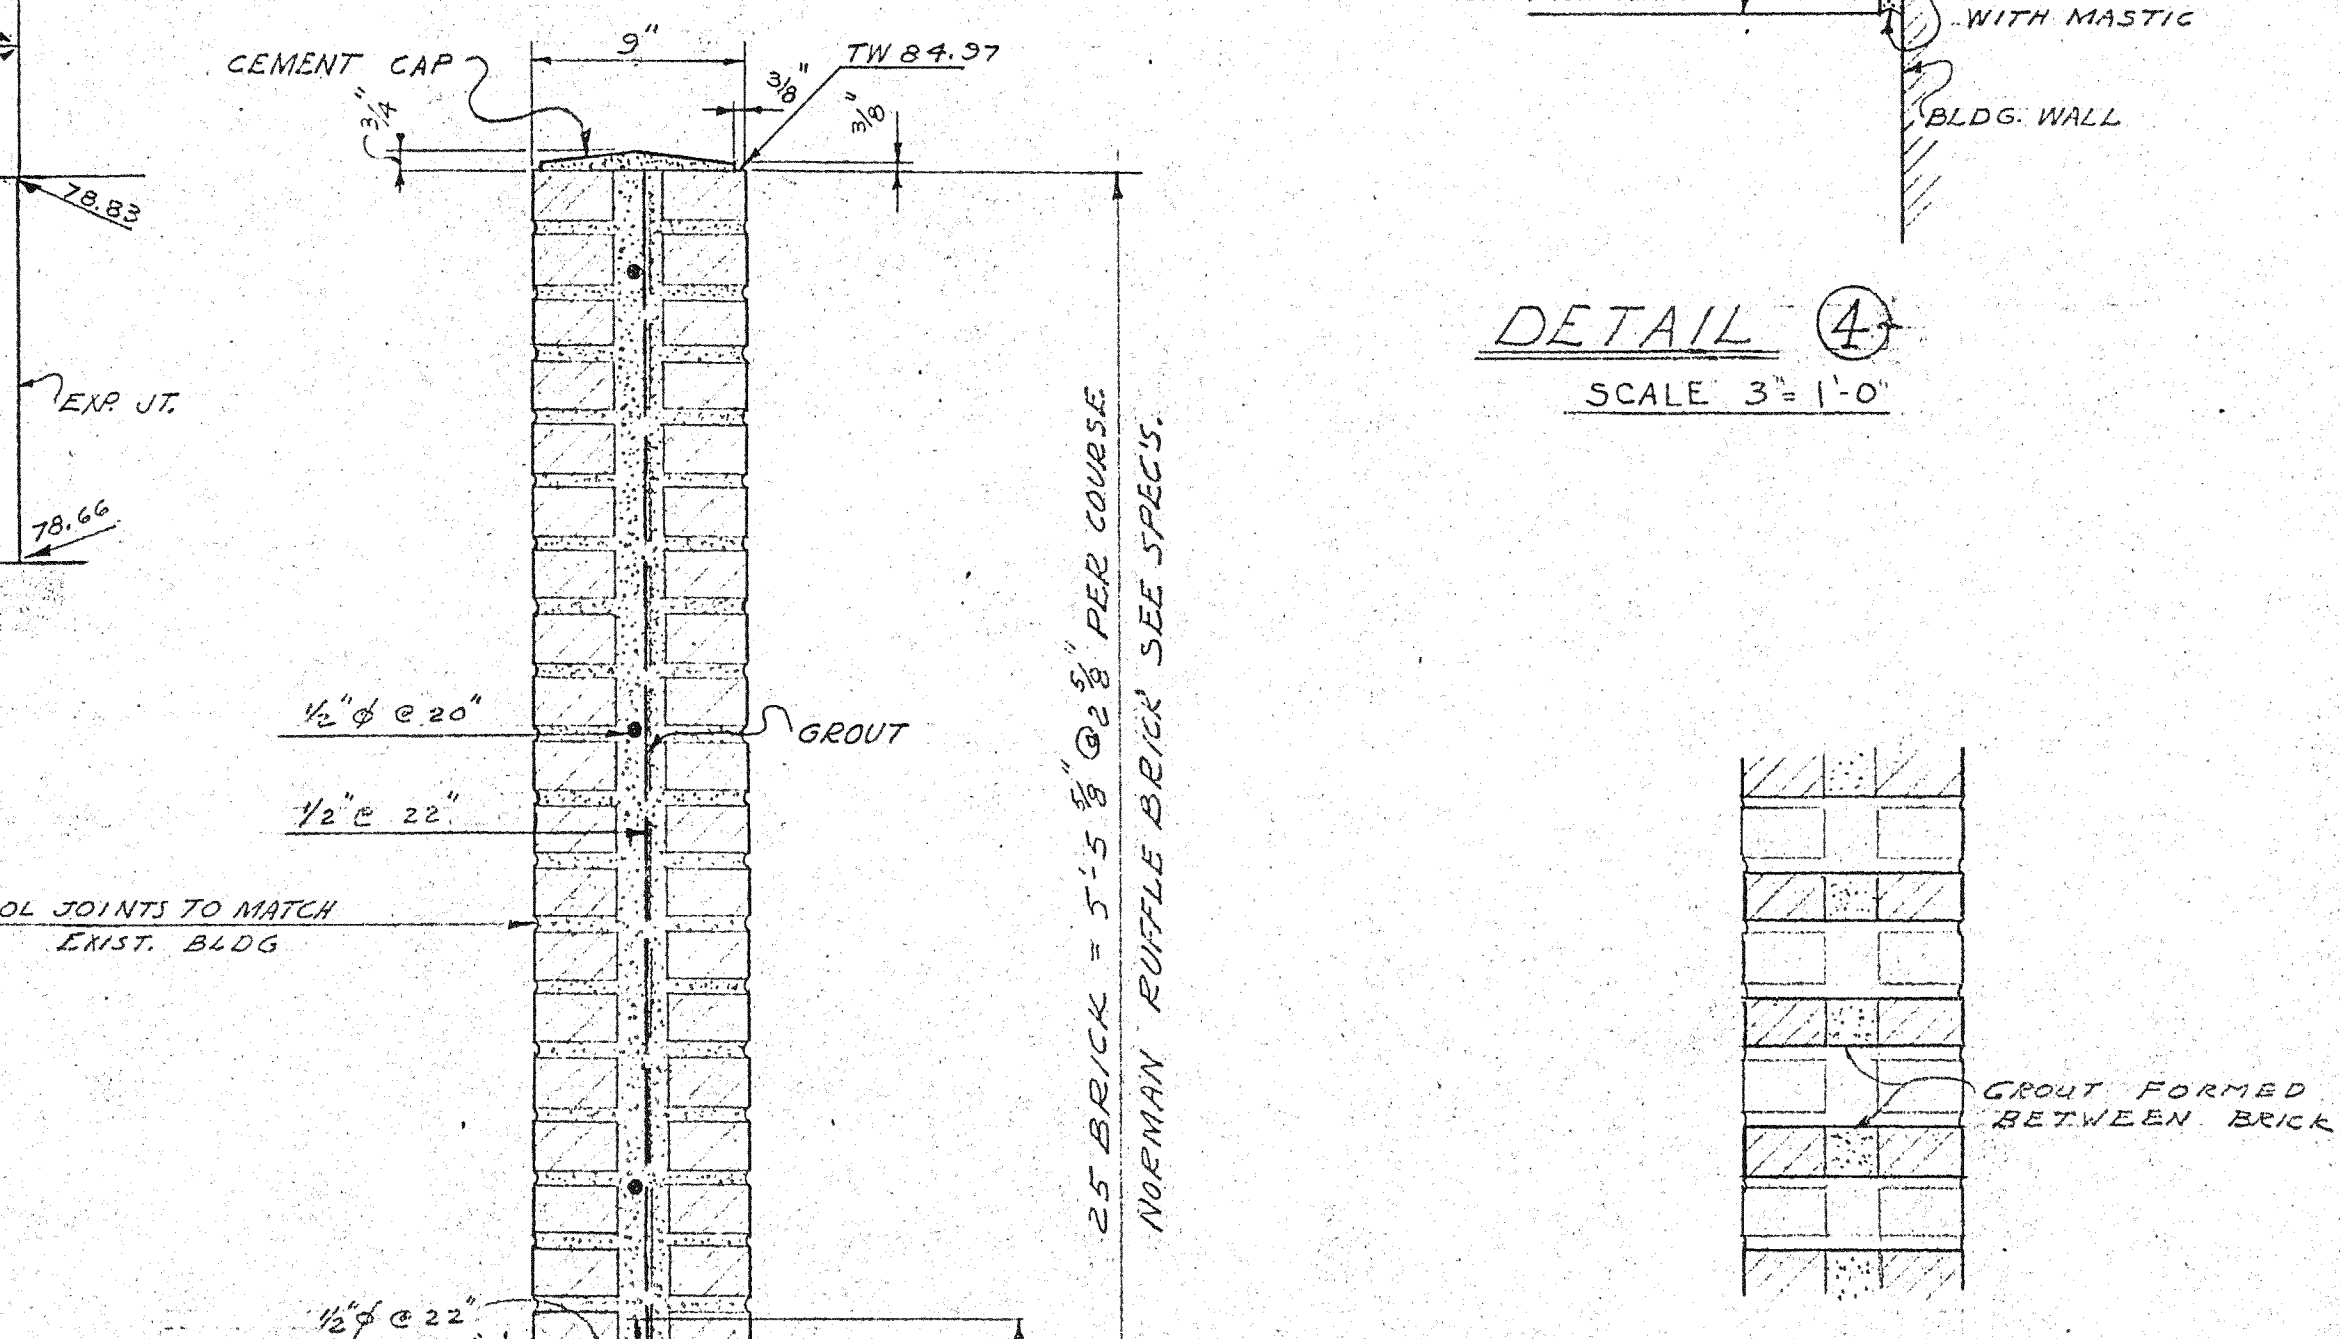 WITH MASTIC
9"
TW 84.97
CEMENT CAP
3/8"
3/4"
3/8"
BLDG. WALL
78.83
DETAIL 4
SCALE 3"= 1'-0"
EXP. JT.
78.66
25 BRICK = 5'-5 5/8" @ 2 5/8" PER COURSE.
NORMAN RUFFLE BRICK' SEE SPEC'S.
1/2"φ @ 20"
GROUT
1/2" @ 22"
JOINTS TO MATCH
EXIST. BLDG
GROUT FORMED
BETWEEN BRICK
1/2"φ @ 22"